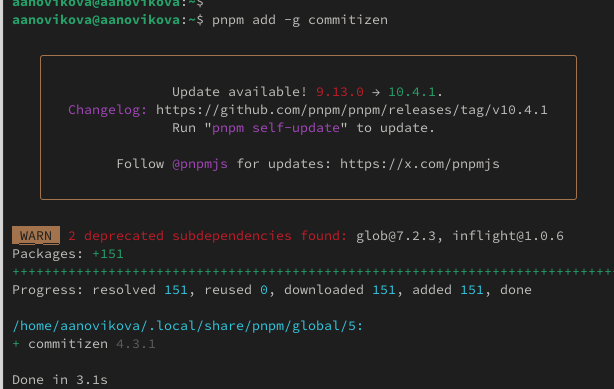 aanovikova@aanovikova:~$
aanovikova@aanovikova:~$ pnpm add -g commitizen
Update available! 9.13.0 → 10.4.1.
Changelog: https://github.com/pnpm/pnpm/releases/tag/v10.4.1
Run "pnpm self-update" to update.
Follow @pnpmjs for updates: https://x.com/pnpmjs
WARN 2 deprecated subdependencies found: glob@7.2.3, inflight@1.0.6
Packages: +151
+++++++++++++++++++++++++++++++++++++++++++++++++++++++++++++++++++++++++++
Progress: resolved 151, reused 0, downloaded 151, added 151, done
/home/aanovikova/.local/share/pnpm/global/5:
+ commitizen 4.3.1
Done in 3.1s